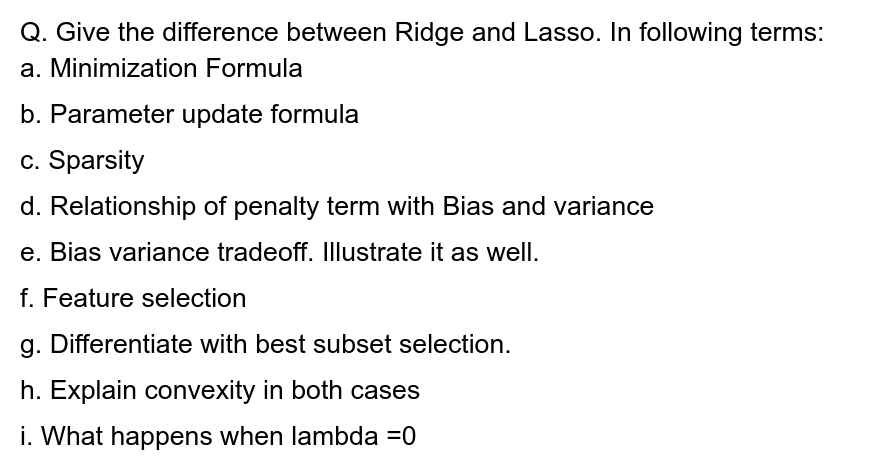 Q. Give the difference between Ridge and Lasso. In following terms:
a. Minimization Formula
b. Parameter update formula
c. Sparsity
d. Relationship of penalty term with Bias and variance
e. Bias variance tradeoff. Illustrate it as well.
f. Feature selection
g. Differentiate with best subset selection.
h. Explain convexity in both cases
i. What happens when lambda =0